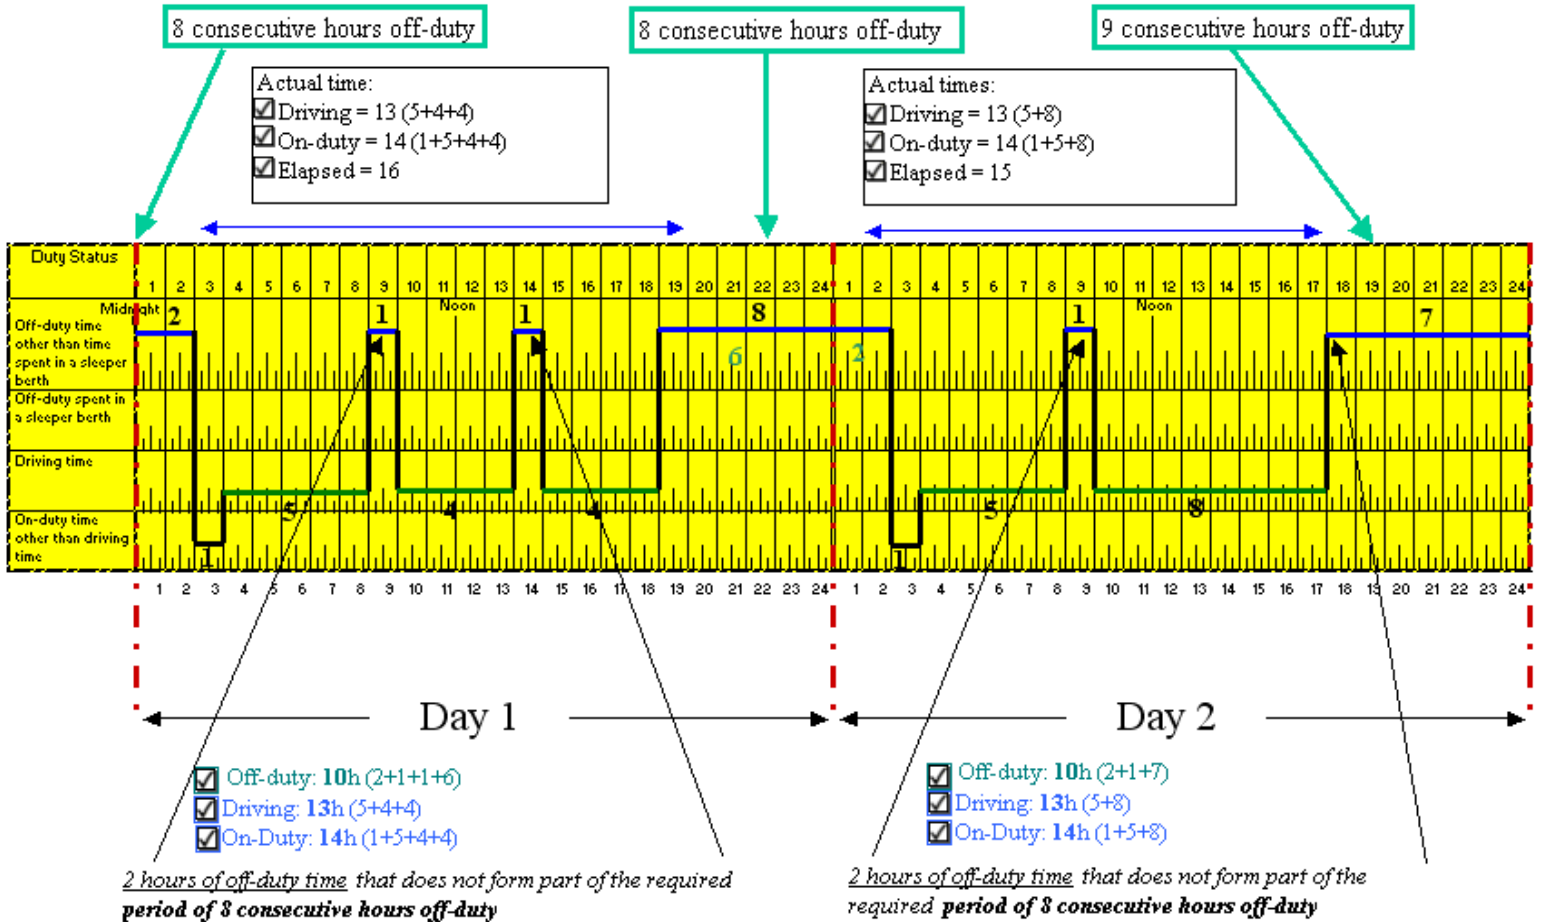 8 consecutive hours off-duty
8 consecutive hours off-duty
9 consecutive hours off-duty
Actual time:
Driving = 13 (5+4+4)
On-duty = 14 (1+5+4+4)
Elapsed = 16
Actual times:
Driving = 13 (5+8)
On-duty = 14 (1+5+8)
Elapsed = 15
Duty Status
1 2 3 4 5 6 7 8 9 10 11 12 13 14 15 16 17 18 19 20 21 22 23 24 1 2 3 4 5 6 7 8 9 10 11 12 13 14 15 16 17 18 19 20 21 22 23 24
Midnight Noon Noon
2 1 1 8 1 7
Off-duty time
other than time
spent in a sleeper
berth
6 2
Off-duty spent in
a sleeper berth
Driving time
5 4 4 5 8
On-duty time
other than driving
time
1 1
1 2 3 4 5 6 7 8 9 10 11 12 13 14 15 16 17 18 19 20 21 22 23 24 1 2 3 4 5 6 7 8 9 10 11 12 13 14 15 16 17 18 19 20 21 22 23 24
Day 1 Day 2
Off-duty: 10h (2+1+1+6)
Driving: 13h (5+4+4)
On-Duty: 14h (1+5+4+4)
Off-duty: 10h (2+1+7)
Driving: 13h (5+8)
On-Duty: 14h (1+5+8)
2 hours of off-duty time that does not form part of the required
period of 8 consecutive hours off-duty
2 hours of off-duty time that does not form part of the
required period of 8 consecutive hours off-duty